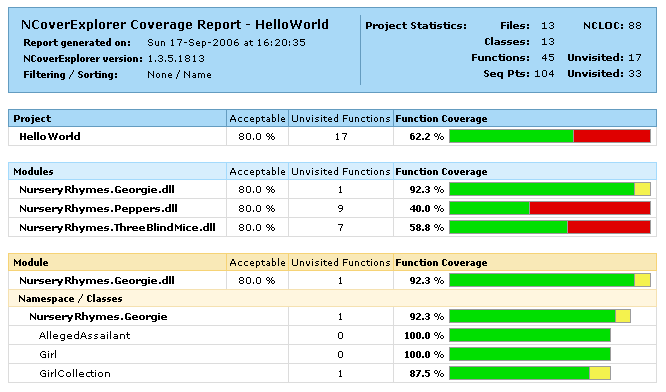 NCoverExplorer Coverage Report - HelloWorld
Report generated on: Sun 17-Sep-2006 at 16:20:35
NCoverExplorer version: 1.3.5.1813
Filtering / Sorting: None / Name
Project Statistics: Files: 13 NCLOC: 88
Classes: 13
Functions: 45 Unvisited: 17
Seq Pts: 104 Unvisited: 33
Project Acceptable Unvisited Functions Function Coverage
Hello World 80.0 % 17 62.2 %
Modules Acceptable Unvisited Functions Function Coverage
NurseryRhymes.Georgie.dll 80.0 % 1 92.3 %
NurseryRhymes.Peppers.dll 80.0 % 9 40.0 %
NurseryRhymes.ThreeBlindMice.dll 80.0 % 7 58.8 %
Module Acceptable Unvisited Functions Function Coverage
NurseryRhymes.Georgie.dll 80.0 % 1 92.3 %
Namespace / Classes
NurseryRhymes.Georgie 1 92.3 %
AllegedAssailant 0 100.0 %
Girl 0 100.0 %
GirlCollection 1 87.5 %